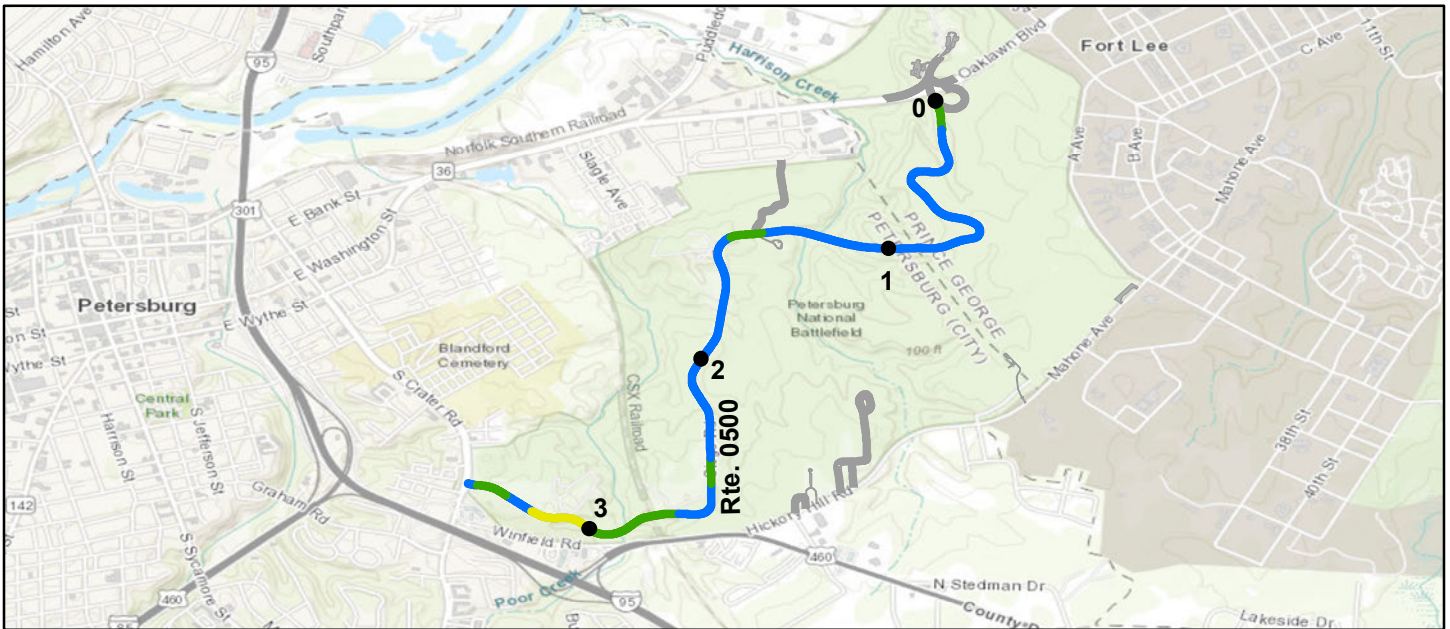 Hamilton Ave
95
Puddledo
Harrison Creek
Oaklawn Blvd
Fort Lee
C Ave
11th St
0
Norfolk Southern Railroad
36
Slagle Ave
A Ave
B Ave
Mahone Ave
301
E Bank St
E Washington St
PRINCE GEORGE
PETERSBURG (CITY)
1
Petersburg
E Wythe St
on St
Wythe St
Petersburg
National
Battlefield
100 ft
Blandford
Cemetery
Mahone Ave
2
Central
Park
S Crater Rd
CSX Railroad
Harrison St
S Jefferson St
Rte. 0500
38th St
40th St
142
Graham Rd
3
Winfield Rd
Hickory Hill Rd
460
S Sycamore St
Poor Creek
460
95
N Stedman Dr
County D
Lakeside Dr
85